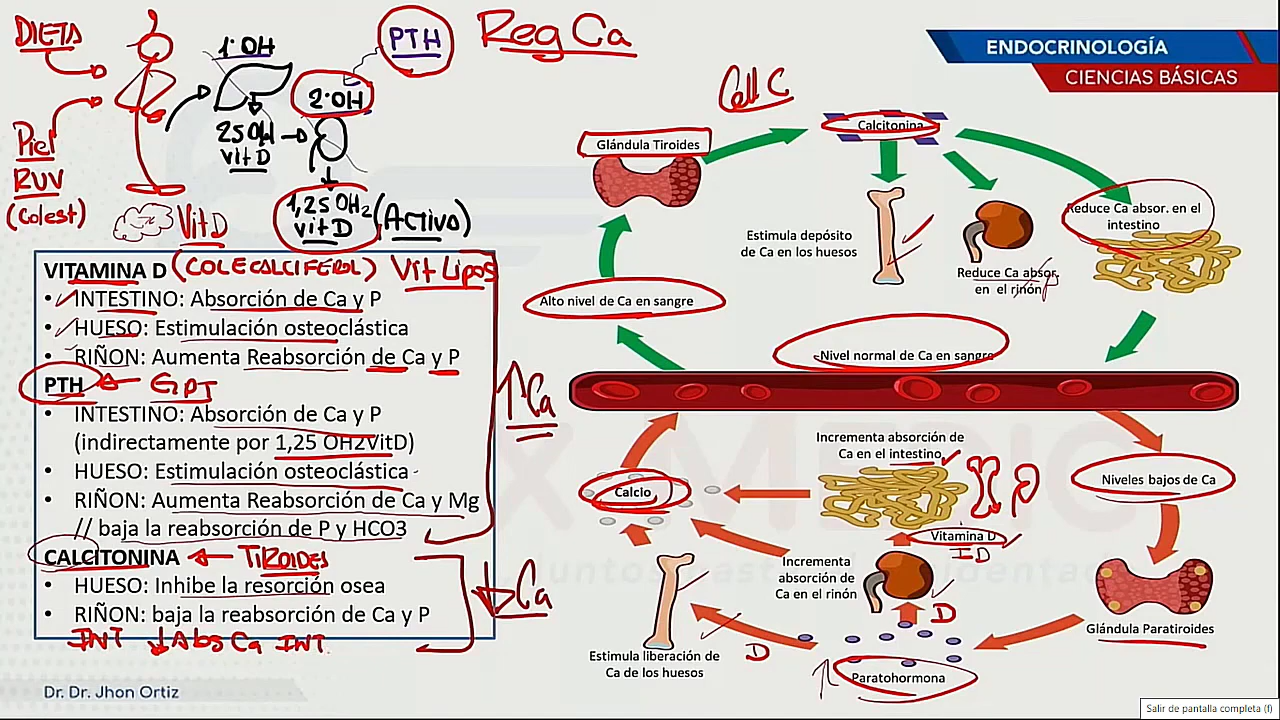 DIETA
1·OH
PTH
Reg Ca
ENDOCRINOLOGÍA
CIENCIAS BÁSICAS
2·OH
25OH
vit D
Piel
RUV
(Colest)
Vit D
1,25 OH2
vit D
(ACTIVO)
VITAMINA D (COLECALCIFEROL) Vit Lipos
• INTESTINO: Absorción de Ca y P
• HUESO: Estimulación osteoclástica
• RIÑON: Aumenta Reabsorción de Ca y P
PTH ← GPT
• INTESTINO: Absorción de Ca y P
(indirectamente por 1,25 OH2VitD)
• HUESO: Estimulación osteoclástica
• RIÑON: Aumenta Reabsorción de Ca y Mg
// baja la reabsorción de P y HCO3
CALCITONINA ← TIROIDES
• HUESO: Inhibe la resorción osea
• RIÑON: baja la reabsorción de Ca y P
INT ↓ Abs Ca INT.
↑Ca
↓Ca
Cell C
Glándula Tiroides
Calcitonina
Estimula depósito
de Ca en los huesos
Reduce Ca absor.
en el rinón
P
Reduce Ca absor. en el
intestino
Alto nivel de Ca en sangre
Nivel normal de Ca en sangre
Incrementa absorción de
Ca en el intestino
Calcio
Niveles bajos de Ca
P
Vitamina D
ID
Incrementa
absorción de
Ca en el rinón
D
Estimula liberación de
Ca de los huesos
D
↑ Paratohormona
Glándula Paratiroides
Dr. Dr. Jhon Ortiz
Salir de pantalla completa (f)